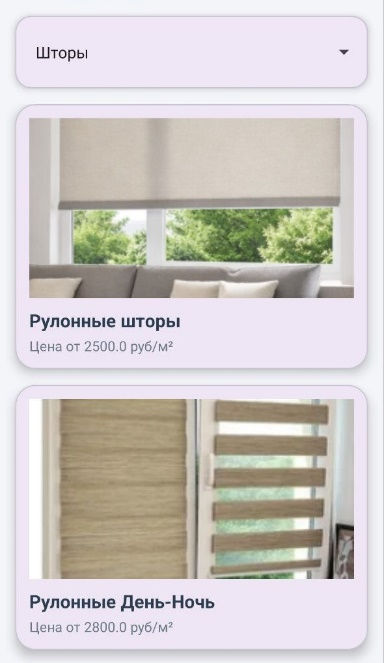 Шторы
Рулонные шторы
Цена от 2500.0 руб/м²
Рулонные День-Ночь
Цена от 2800.0 руб/м²